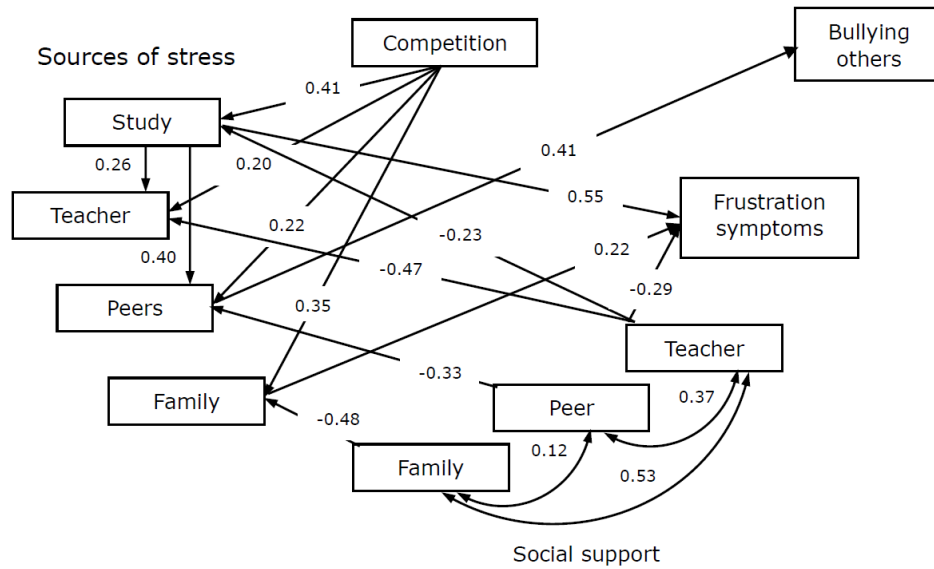 Competition
Bullying
others
Sources of stress
0.41
Study
0.41
0.26
0.20
0.55
Teacher
Frustration
symptoms
0.22
-0.23
0.22
0.40
-0.47
-0.29
Peers
0.35
Teacher
-0.33
0.37
Family
Peer
-0.48
0.12
Family
0.53
Social support